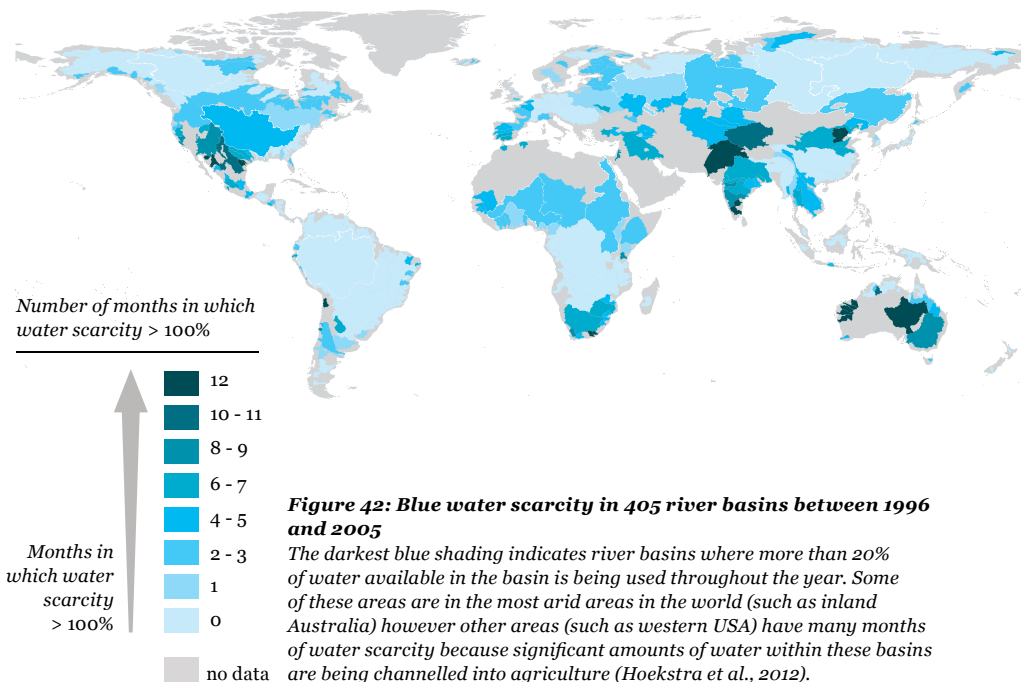 Number of months in which
water scarcity > 100%
12
10 - 11
8 - 9
6 - 7
4 - 5
2 - 3
1
0
no data
Months in
which water
scarcity
> 100%
Figure 42: Blue water scarcity in 405 river basins between 1996
and 2005
The darkest blue shading indicates river basins where more than 20%
of water available in the basin is being used throughout the year. Some
of these areas are in the most arid areas in the world (such as inland
Australia) however other areas (such as western USA) have many months
of water scarcity because significant amounts of water within these basins
are being channelled into agriculture (Hoekstra et al., 2012).